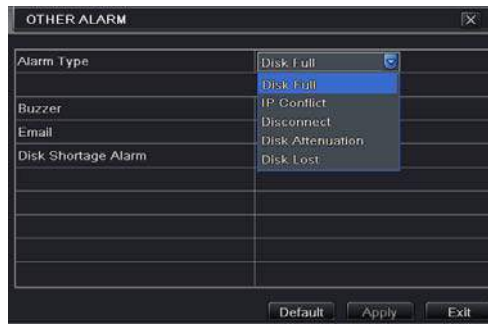 OTHER ALARM
Alarm Type Disk Full
Disk Full
IP Conflict
Buzzer
Disconnect
Email
Disk Attenuation
Disk Shortage Alarm
Disk Lost
Default Apply Exit